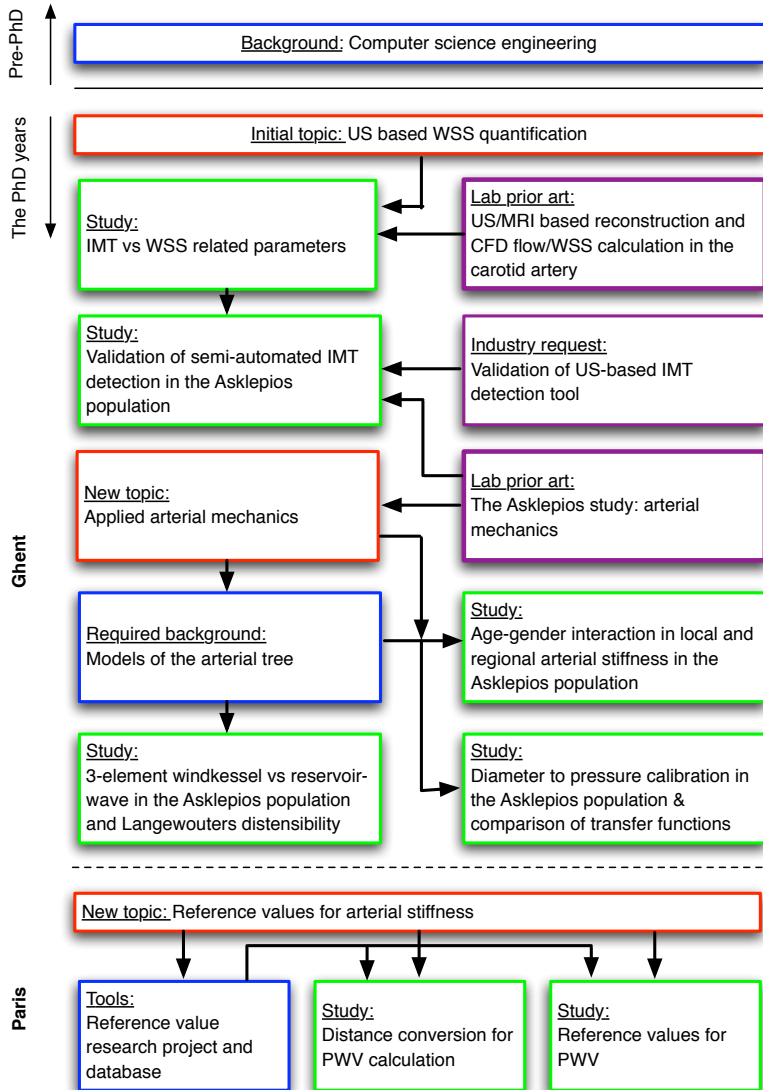 Pre-PhD
Background: Computer science engineering
The PhD years
Initial topic: US based WSS quantification
Study:
IMT vs WSS related parameters
Lab prior art:
US/MRI based reconstruction and
CFD flow/WSS calculation in the
carotid artery
Study:
Validation of semi-automated IMT
detection in the Asklepios
population
Industry request:
Validation of US-based IMT
detection tool
Ghent
New topic:
Applied arterial mechanics
Lab prior art:
The Asklepios study: arterial
mechanics
Required background:
Models of the arterial tree
Study:
Age-gender interaction in local and
regional arterial stiffness in the
Asklepios population
Study:
3-element windkessel vs reservoir-
wave in the Asklepios population
and Langewouters distensibility
Study:
Diameter to pressure calibration in
the Asklepios population &
comparison of transfer functions
Paris
New topic: Reference values for arterial stiffness
Tools:
Reference value
research project and
database
Study:
Distance conversion for
PWV calculation
Study:
Reference values for
PWV